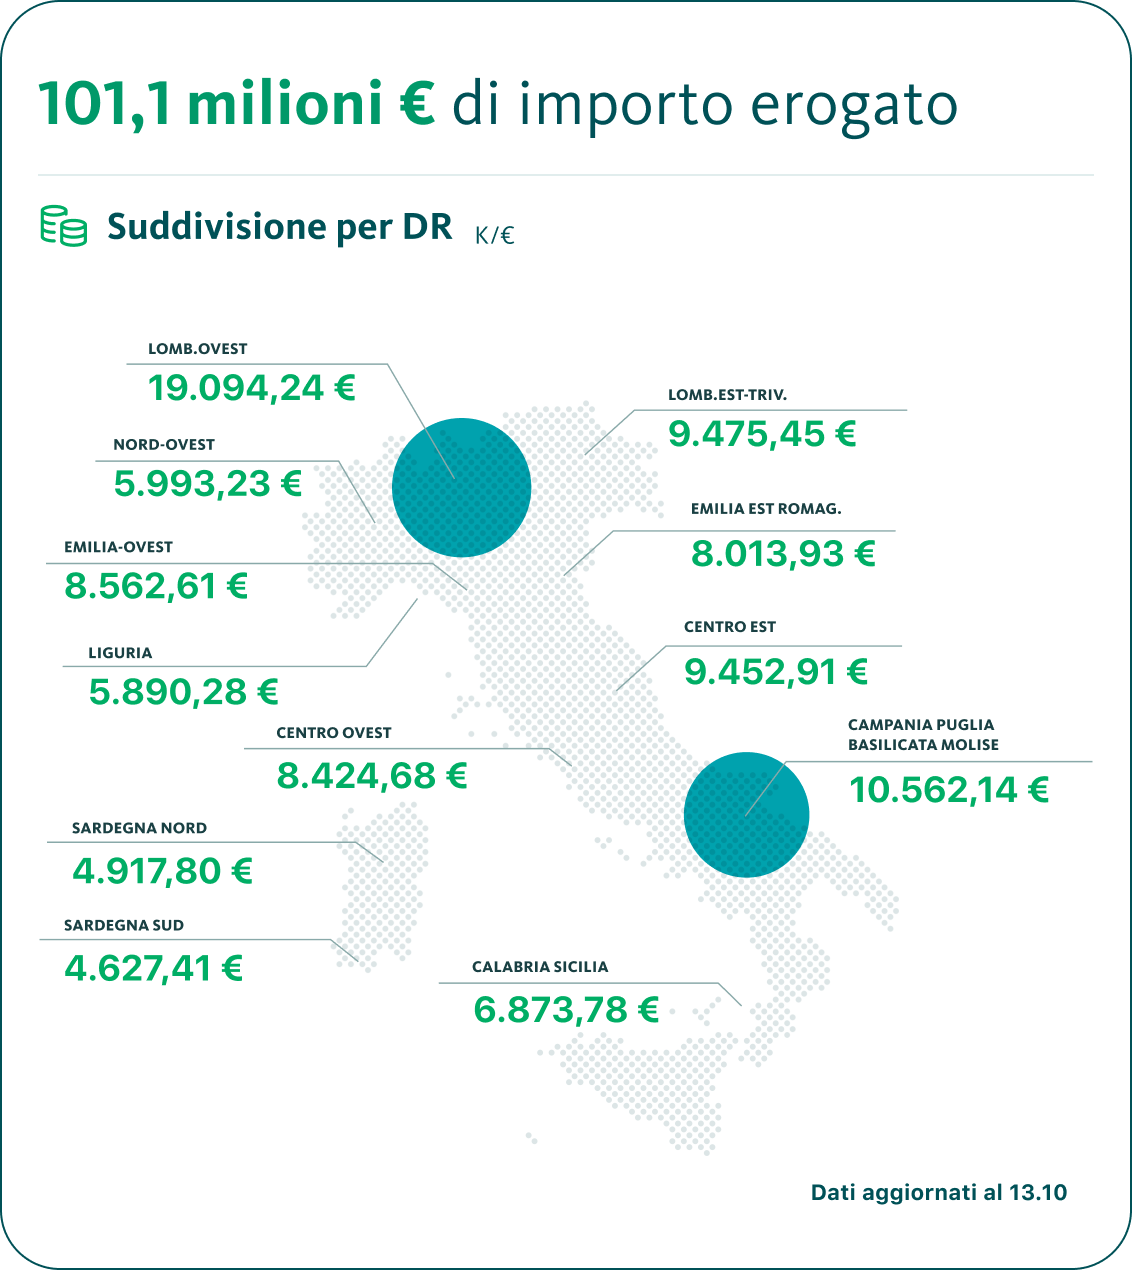 101,1 milioni € di importo erogato
Suddivisione per DR K/€
LOMB.OVEST
19.094,24 €
LOMB.EST-TRIV.
9.475,45 €
NORD-OVEST
5.993,23 €
EMILIA EST ROMAG.
8.013,93 €
EMILIA-OVEST
8.562,61 €
CENTRO EST
9.452,91 €
LIGURIA
5.890,28 €
CENTRO OVEST
8.424,68 €
CAMPANIA PUGLIA
BASILICATA MOLISE
10.562,14 €
SARDEGNA NORD
4.917,80 €
SARDEGNA SUD
4.627,41 €
CALABRIA SICILIA
6.873,78 €
Dati aggiornati al 13.10